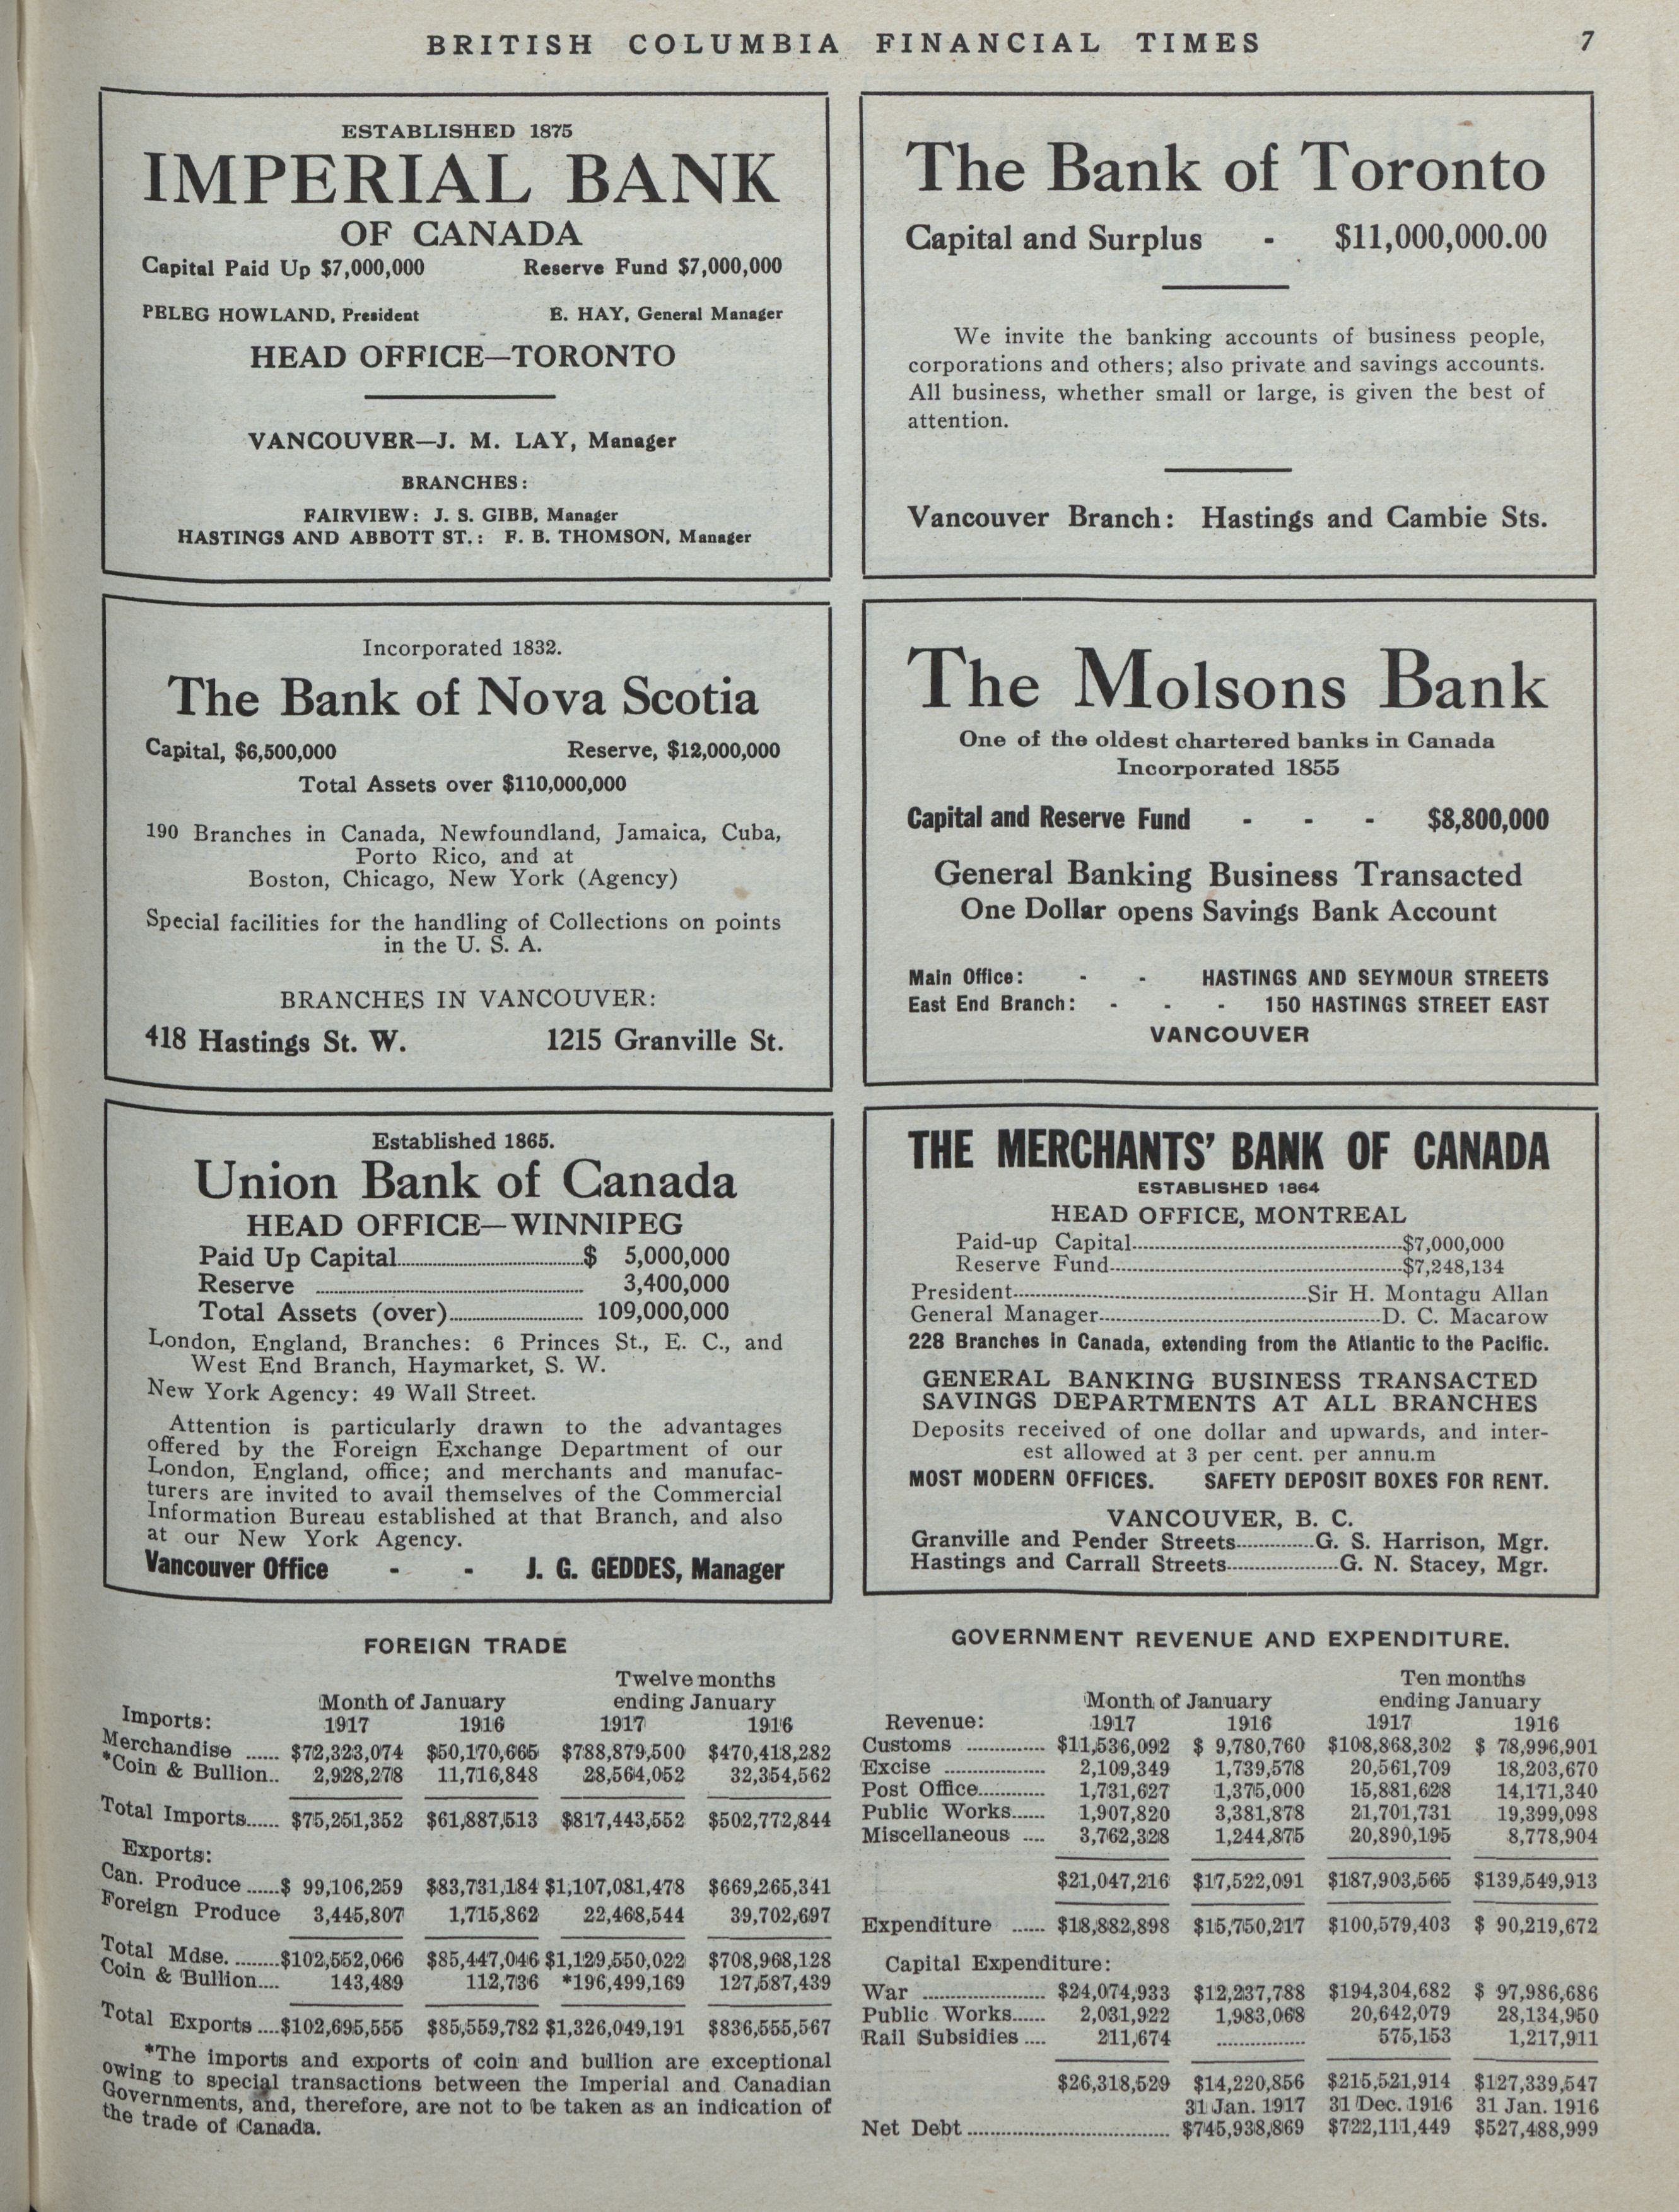 BRITISH COLUMBIA FINANCIAL TIMES 7
ESTABLISHED 1875
IMPERIAL BANK
OF CANADA
Capital Paid Up $7,000,000 Reserve Fund $7,000,000
PELEG HOWLAND, President E. HAY, General Manager
HEAD OFFICE—TORONTO
VANCOUVER—J. M. LAY, Manager
BRANCHES:
FAIRVIEW: J. S. GIBB, Manager
HASTINGS AND ABBOTT ST.: F. B. THOMSON, Manager
The Bank of Toronto
Capital and Surplus - $11,000,000.00
We invite the banking accounts of business people,
corporations and others; also private and savings accounts.
All business, whether small or large, is given the best of
attention.
Vancouver Branch: Hastings and Cambie Sts.
Incorporated 1832.
The Bank of Nova Scotia
Capital, $6,500,000 Reserve, $12,000,000
Total Assets over $110,000,000
190 Branches in Canada, Newfoundland, Jamaica, Cuba,
Porto Rico, and at
Boston, Chicago, New York (Agency)
Special facilities for the handling of Collections on points
in the U. S. A.
BRANCHES IN VANCOUVER:
418 Hastings St. W. 1215 Granville St.
The Molsons Bank
One of the oldest chartered banks in Canada
Incorporated 1855
Capital and Reserve Fund - - - $8,800,000
General Banking Business Transacted
One Dollar opens Savings Bank Account
Main Office: - - HASTINGS AND SEYMOUR STREETS
East End Branch: - - - 150 HASTINGS STREET EAST
VANCOUVER
Established 1865.
Union Bank of Canada
HEAD OFFICE—WINNIPEG
Paid Up Capital........$ 5,000,000
Reserve ........ 3,400,000
Total Assets (over)........ 109,000,000
London, England, Branches: 6 Princes St., E. C., and
West End Branch, Haymarket, S. W.
New York Agency: 49 Wall Street.
Attention is particularly drawn to the advantages
offered by the Foreign Exchange Department of our
London, England, office; and merchants and manufac-
turers are invited to avail themselves of the Commercial
Information Bureau established at that Branch, and also
at our New York Agency.
Vancouver Office - - J. G. GEDDES, Manager
THE MERCHANTS' BANK OF CANADA
ESTABLISHED 1864
HEAD OFFICE, MONTREAL
Paid-up Capital........$7,000,000
Reserve Fund........$7,248,134
President........Sir H. Montagu Allan
General Manager........D. C. Macarow
228 Branches in Canada, extending from the Atlantic to the Pacific.
GENERAL BANKING BUSINESS TRANSACTED
SAVINGS DEPARTMENTS AT ALL BRANCHES
Deposits received of one dollar and upwards, and inter-
est allowed at 3 per cent. per annu.m
MOST MODERN OFFICES. SAFETY DEPOSIT BOXES FOR RENT.
VANCOUVER, B. C.
Granville and Pender Streets........G. S. Harrison, Mgr.
Hastings and Carrall Streets........G. N. Stacey, Mgr.
FOREIGN TRADE
Twelve months
Month of January ending January
Imports: 1917 1916 1917 1916
Merchandise ...... $72,323,074 $50,170,665 $788,879,500 $470,418,282
*Coin & Bullion.. 2,928,278 11,716,848 28,564,052 32,354,562
Total Imports...... $75,251,352 $61,887,513 $817,443,552 $502,772,844
Exports:
Can. Produce ......$ 99,106,259 $83,731,184 $1,107,081,478 $669,265,341
Foreign Produce 3,445,807 1,715,862 22,468,544 39,702,697
Total Mdse. ........$102,552,066 $85,447,046 $1,129,550,022 $708,968,128
Coin & Bullion.... 143,489 112,736 *196,499,169 127,587,439
Total Exports ....$102,695,555 $85,559,782 $1,326,049,191 $836,555,567
*The imports and exports of coin and bullion are exceptional
owing to special transactions between the Imperial and Canadian
Governments, and, therefore, are not to be taken as an indication of
the trade of Canada.
GOVERNMENT REVENUE AND EXPENDITURE.
Ten months
Month of January ending January
Revenue: 1917 1916 1917 1916
Customs ........ $11,536,092 $ 9,780,760 $108,868,302 $ 78,996,901
Excise ........ 2,109,349 1,739,578 20,561,709 18,203,670
Post Office........ 1,731,627 1,375,000 15,881,628 14,171,340
Public Works...... 1,907,820 3,381,878 21,701,731 19,399,098
Miscellaneous .... 3,762,328 1,244,875 20,890,195 8,778,904
$21,047,216 $17,522,091 $187,903,565 $139,549,913
Expenditure ...... $18,882,898 $15,750,217 $100,579,403 $ 90,219,672
Capital Expenditure:
War ........ $24,074,933 $12,237,788 $194,304,682 $ 97,986,686
Public Works...... 2,031,922 1,983,068 20,642,079 28,134,950
Rail Subsidies .... 211,674 ........ 575,153 1,217,911
$26,318,529 $14,220,856 $215,521,914 $127,339,547
31 Jan. 1917 31 Dec. 1916 31 Jan. 1916
Net Debt ........ $745,938,869 $722,111,449 $527,488,999